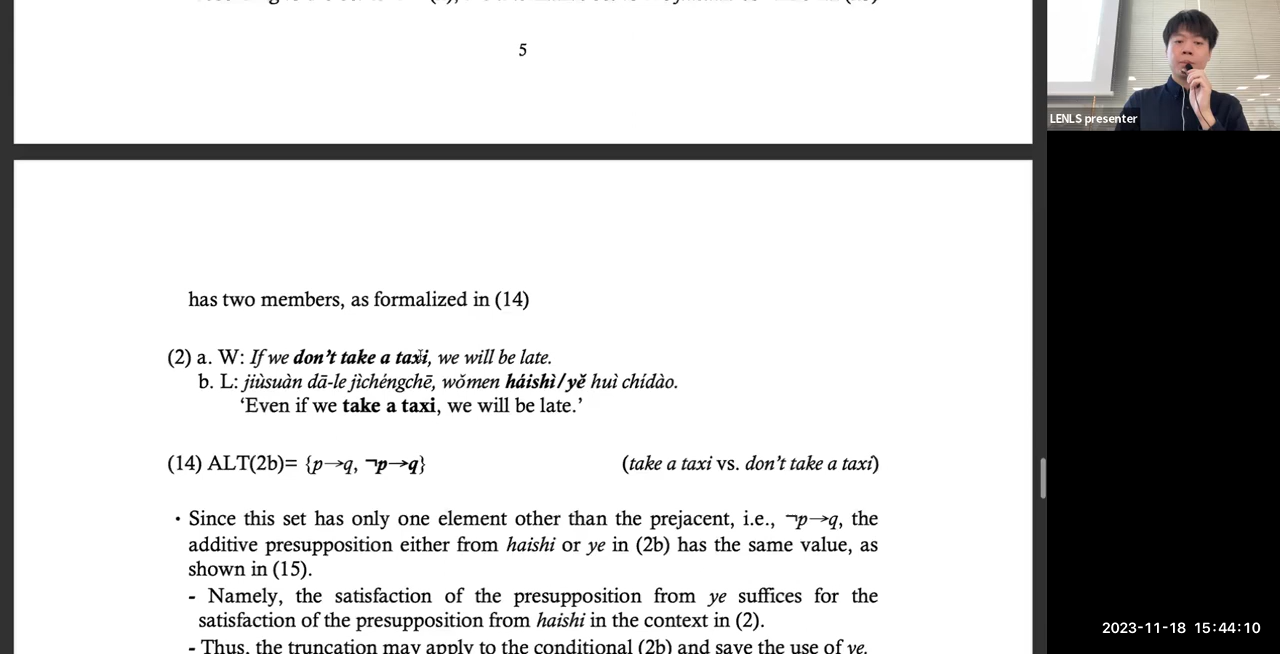 5
has two members, as formalized in (14)
(2) a. W: If we don't take a taxi, we will be late.
b. L: jiùsuàn dā-le jìchéngchē, wǒmen háishì/yě huì chídào.
‘Even if we take a taxi, we will be late.’
(14) ALT(2b)= {p→q, ¬p→q} (take a taxi vs. don't take a taxi)
· Since this set has only one element other than the prejacent, i.e., ¬p→q, the
additive presupposition either from haishi or ye in (2b) has the same value, as
shown in (15).
- Namely, the satisfaction of the presupposition from ye suffices for the
satisfaction of the presupposition from haishi in the context in (2).
- Thus, the truncation may apply to the conditional (2b) and save the use of ye.
LENLS presenter
2023-11-18 15:44:10